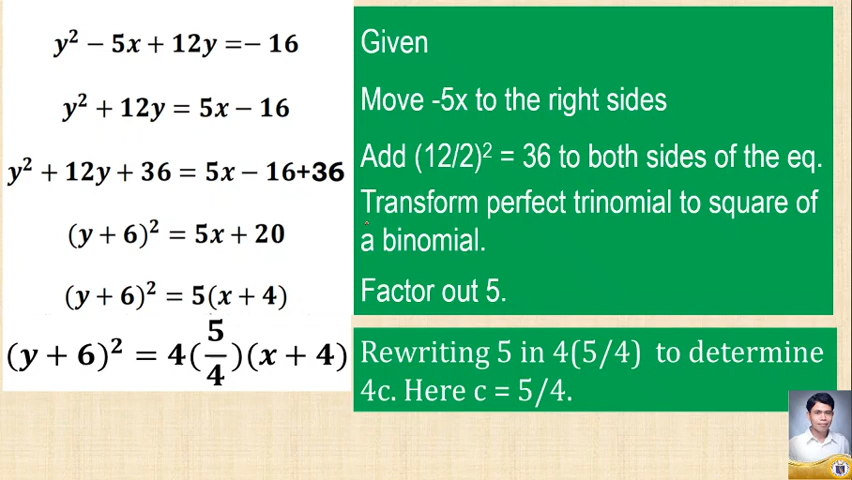 y² − 5x + 12y =− 16
Given
y² + 12y = 5x − 16
Move -5x to the right sides
y² + 12y + 36 = 5x − 16+36
Add (12/2)² = 36 to both sides of the eq.
(y + 6)² = 5x + 20
Transform perfect trinomial to square of
a binomial.
(y + 6)² = 5(x + 4)
Factor out 5.
(y + 6)² = 4(5/4)(x + 4)
Rewriting 5 in 4(5/4) to determine
4c. Here c = 5/4.